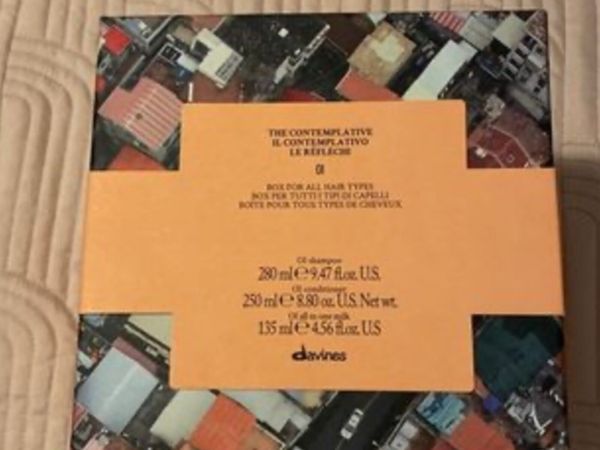 THE CONTEMPLATIVE
IL CONTEMPLATIVO
LE RÉFLÉCHI
OI
BOX FOR ALL HAIR TYPES
BOX PER TUTTI I TIPI DI CAPELLI
BOÎTE POUR TOUS TYPES DE CHEVEUX
OI shampoo
280 ml ℮ 9.47 fl.oz. U.S.
OI conditioner
250 ml ℮ 8.80 oz. U.S. Net wt.
OI all in one milk
135 ml ℮ 4.56 fl.oz. U.S
davines